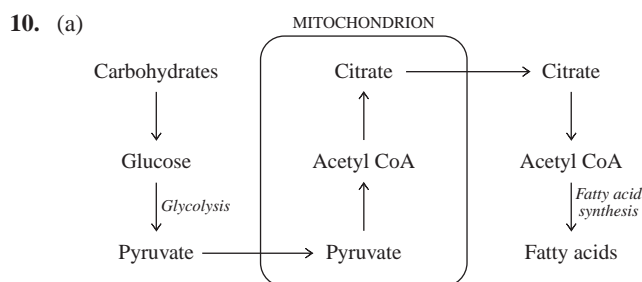 10. (a)
MITOCHONDRION
Carbohydrates Citrate Citrate
Glucose Acetyl CoA Acetyl CoA
Glycolysis Fatty acid
synthesis
Pyruvate Pyruvate Fatty acids